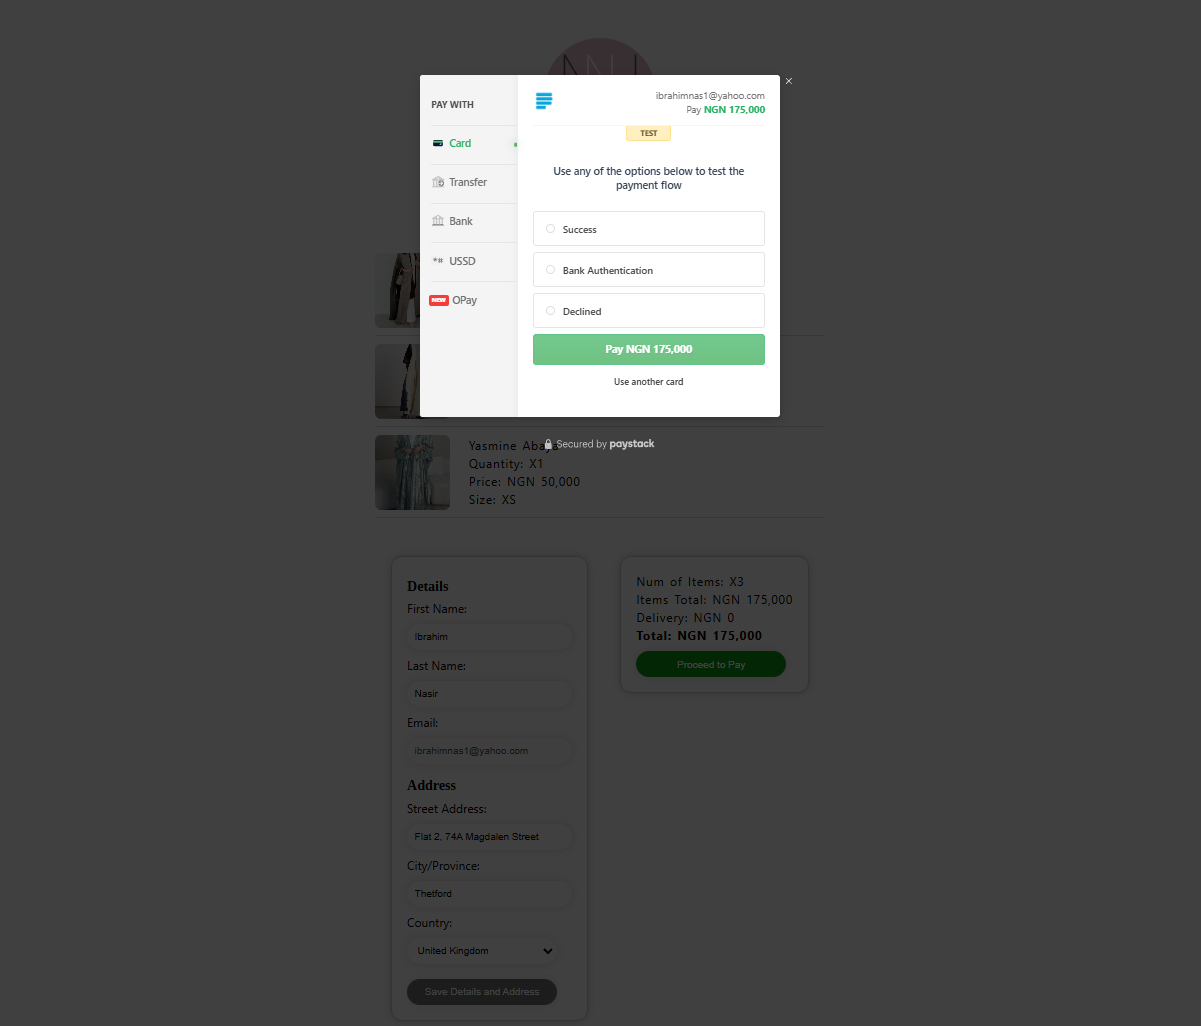 PAY WITH
Card
Transfer
Bank
*# USSD
NEW OPay
ibrahimnas1@yahoo.com
Pay NGN 175,000
TEST
Use any of the options below to test the
payment flow
Success
Bank Authentication
Declined
Pay NGN 175,000
Use another card
Secured by paystack
Yasmine Abaya
Quantity: X1
Price: NGN 50,000
Size: XS
Details
First Name:
Ibrahim
Last Name:
Nasir
Email:
ibrahimnas1@yahoo.com
Address
Street Address:
Flat 2, 74A Magdalen Street
City/Province:
Thetford
Country:
United Kingdom
Save Details and Address
Num of Items: X3
Items Total: NGN 175,000
Delivery: NGN 0
Total: NGN 175,000
Proceed to Pay